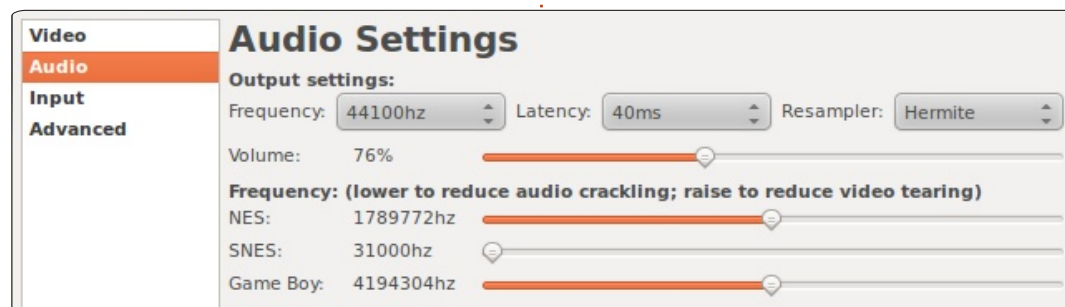 Video
Audio
Input
Advanced
Audio Settings
Output settings:
Frequency: 44100hz Latency: 40ms Resampler: Hermite
Volume: 76%
Frequency: (lower to reduce audio crackling; raise to reduce video tearing)
NES: 1789772hz
SNES: 31000hz
Game Boy: 4194304hz